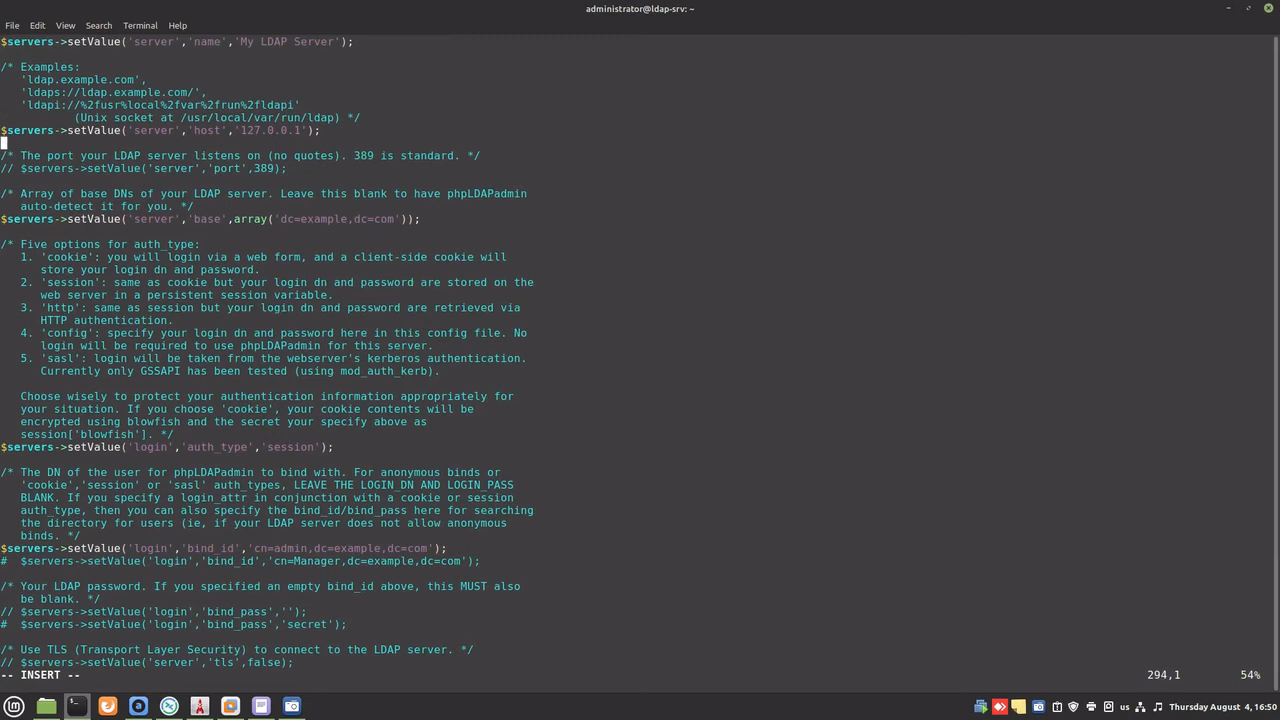 administrator@ldap-srv: ~
File Edit View Search Terminal Help
$servers->setValue('server','name','My LDAP Server');
/* Examples:
'ldap.example.com',
'ldaps://ldap.example.com/',
'ldapi://%2fusr%local%2fvar%2frun%2fldapi'
(Unix socket at /usr/local/var/run/ldap) */
$servers->setValue('server','host','127.0.0.1');
/* The port your LDAP server listens on (no quotes). 389 is standard. */
// $servers->setValue('server','port',389);
/* Array of base DNs of your LDAP server. Leave this blank to have phpLDAPadmin
auto-detect it for you. */
$servers->setValue('server','base',array('dc=example,dc=com'));
/* Five options for auth_type:
1. 'cookie': you will login via a web form, and a client-side cookie will
store your login dn and password.
2. 'session': same as cookie but your login dn and password are stored on the
web server in a persistent session variable.
3. 'http': same as session but your login dn and password are retrieved via
HTTP authentication.
4. 'config': specify your login dn and password here in this config file. No
login will be required to use phpLDAPadmin for this server.
5. 'sasl': login will be taken from the webserver's kerberos authentication.
Currently only GSSAPI has been tested (using mod_auth_kerb).
Choose wisely to protect your authentication information appropriately for
your situation. If you choose 'cookie', your cookie contents will be
encrypted using blowfish and the secret your specify above as
session['blowfish']. */
$servers->setValue('login','auth_type','session');
/* The DN of the user for phpLDAPadmin to bind with. For anonymous binds or
'cookie','session' or 'sasl' auth_types, LEAVE THE LOGIN_DN AND LOGIN_PASS
BLANK. If you specify a login_attr in conjunction with a cookie or session
auth_type, then you can also specify the bind_id/bind_pass here for searching
the directory for users (ie, if your LDAP server does not allow anonymous
binds. */
$servers->setValue('login','bind_id','cn=admin,dc=example,dc=com');
#  $servers->setValue('login','bind_id','cn=Manager,dc=example,dc=com');
/* Your LDAP password. If you specified an empty bind_id above, this MUST also
be blank. */
// $servers->setValue('login','bind_pass','');
#  $servers->setValue('login','bind_pass','secret');
/* Use TLS (Transport Layer Security) to connect to the LDAP server. */
// $servers->setValue('server','tls',false);
-- INSERT -- 294,1 54%
us Thursday August 4, 16:50